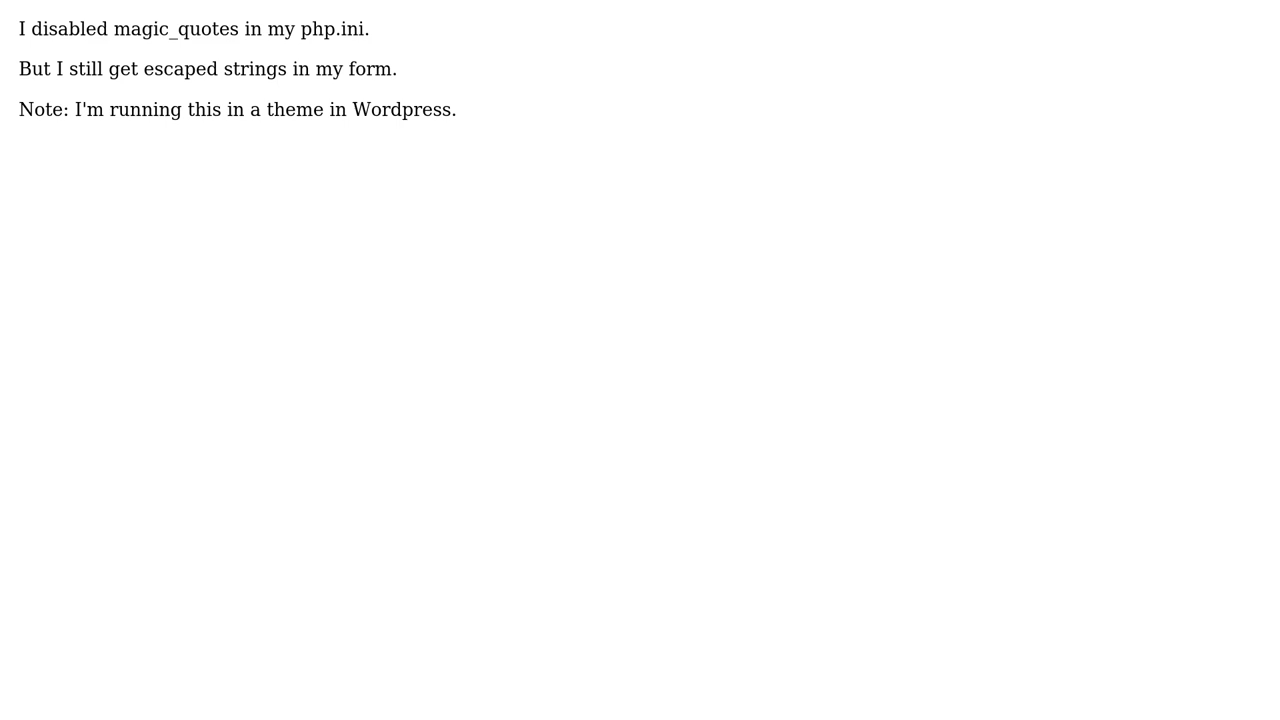 I disabled magic_quotes in my php.ini.
But I still get escaped strings in my form.
Note: I'm running this in a theme in Wordpress.